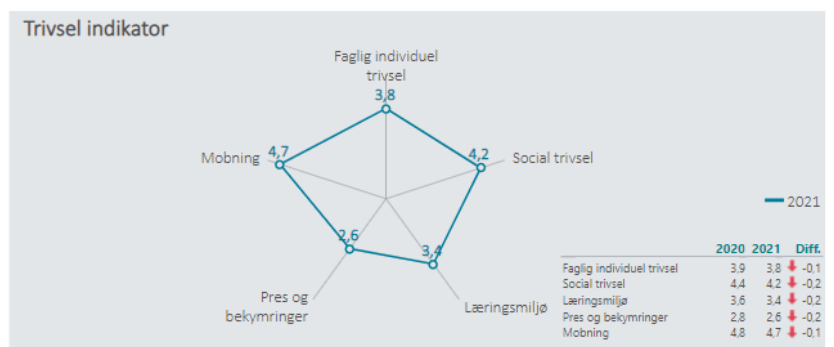 Trivsel indikator
Faglig individuel
trivsel
3,8
4,7
Mobning
4,2
Social trivsel
2021
2,6
3,4
Pres og
bekymringer
Læringsmiljø
2020 2021 Diff.
Faglig individuel trivsel 3,9 3,8 -0,1
Social trivsel 4,4 4,2 -0,2
Læringsmiljø 3,6 3,4 -0,2
Pres og bekymringer 2,8 2,6 -0,2
Mobning 4,8 4,7 -0,1